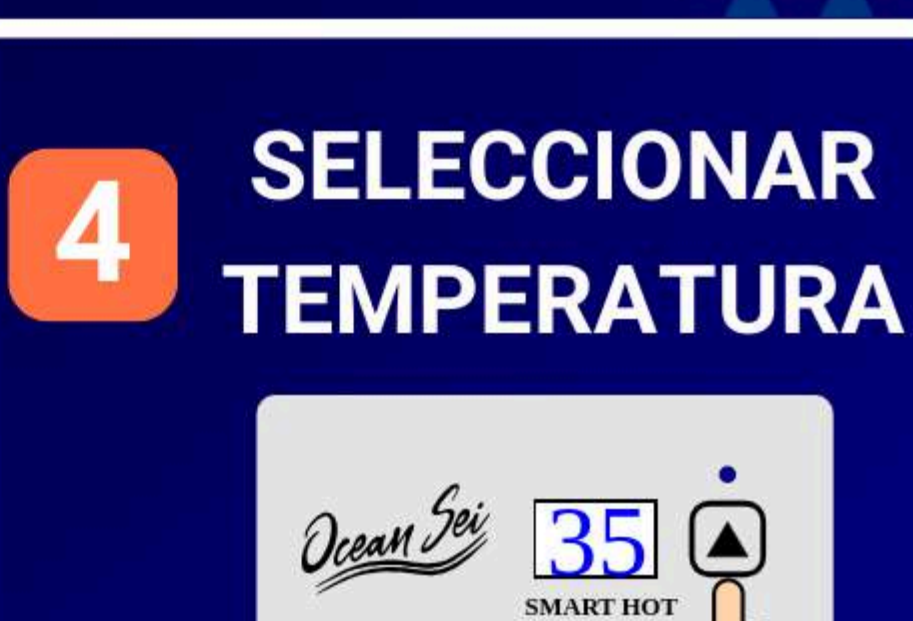 4
SELECCIONAR
TEMPERATURA
Ocean Sei
35
SMART HOT